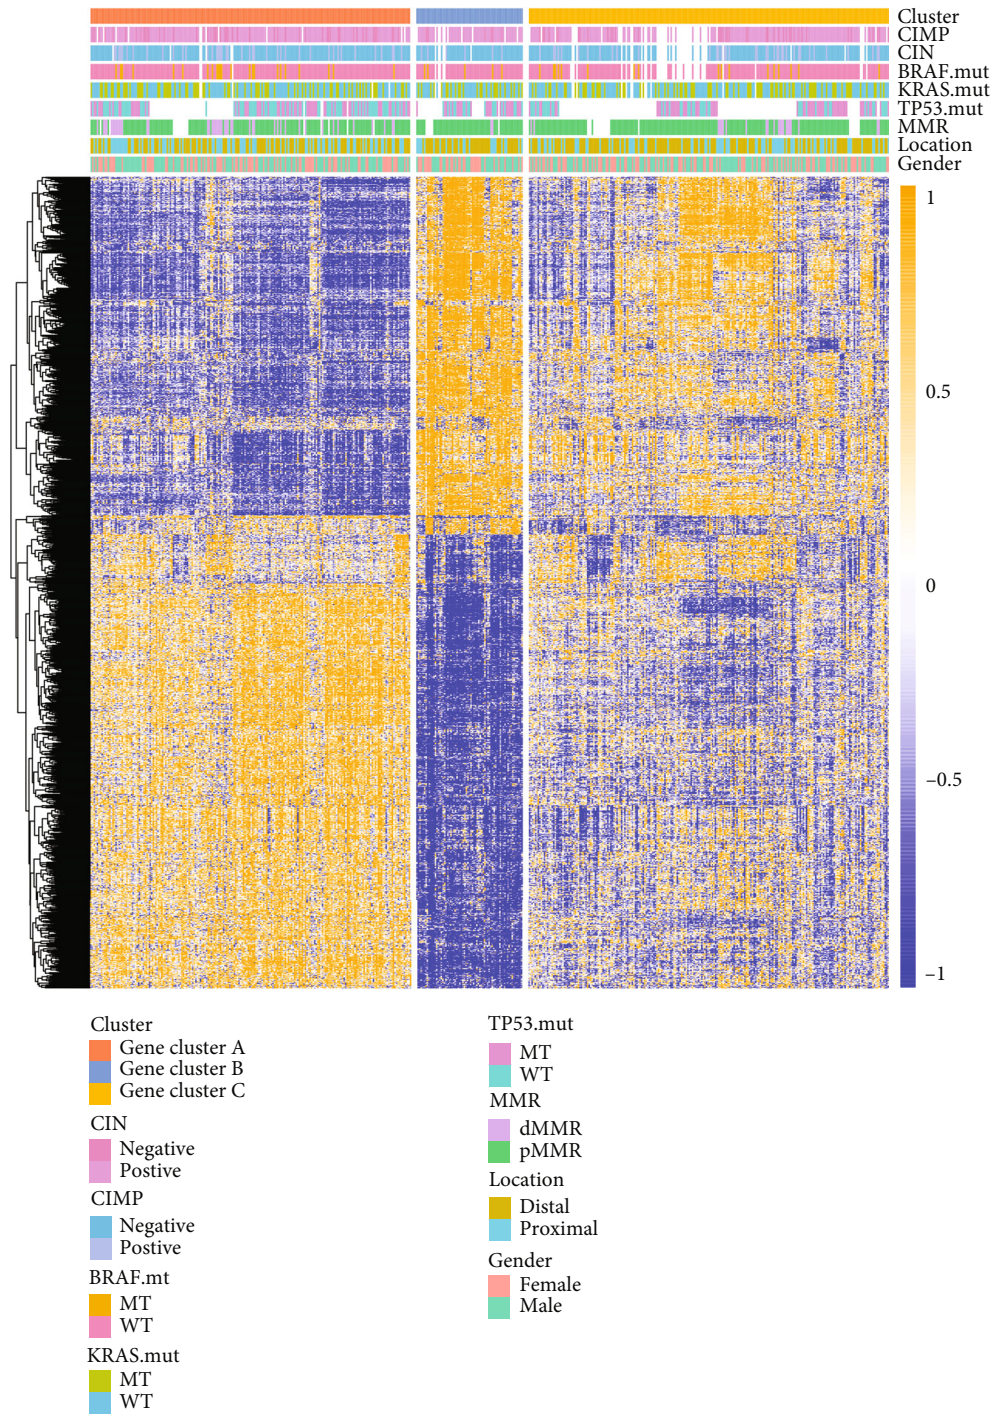 Cluster
CIMP
CIN
BRAF.mut
KRAS.mut
TP53.mut
MMR
Location
Gender
1
0.5
0
−0.5
−1
Cluster
Gene cluster A
Gene cluster B
Gene cluster C
CIN
Negative
Postive
CIMP
Negative
Postive
BRAF.mt
MT
WT
KRAS.mut
MT
WT
TP53.mut
MT
WT
MMR
dMMR
pMMR
Location
Distal
Proximal
Gender
Female
Male